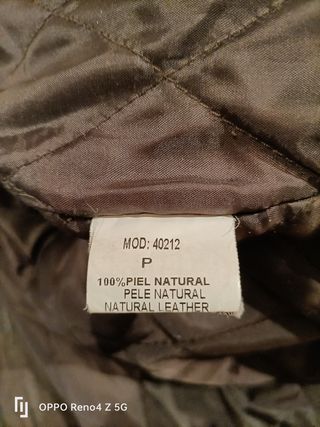 MOD: 40212
P
100%PIEL NATURAL
PELE NATURAL
NATURAL LEATHER
OPPO Reno4 Z 5G